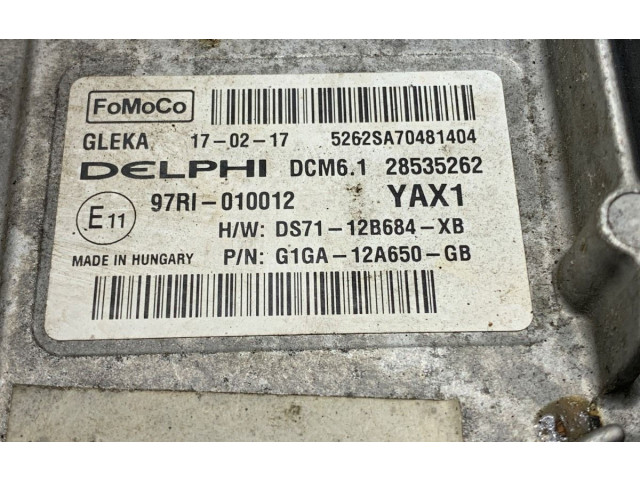 FoMoCo
GLEKA 17-02-17 5262SA70481404
DELPHI DCM6.1 28535262
E11 97RI-010012 YAX1
H/W: DS71-12B684-XB
MADE IN HUNGARY P/N: G1GA-12A650-GB